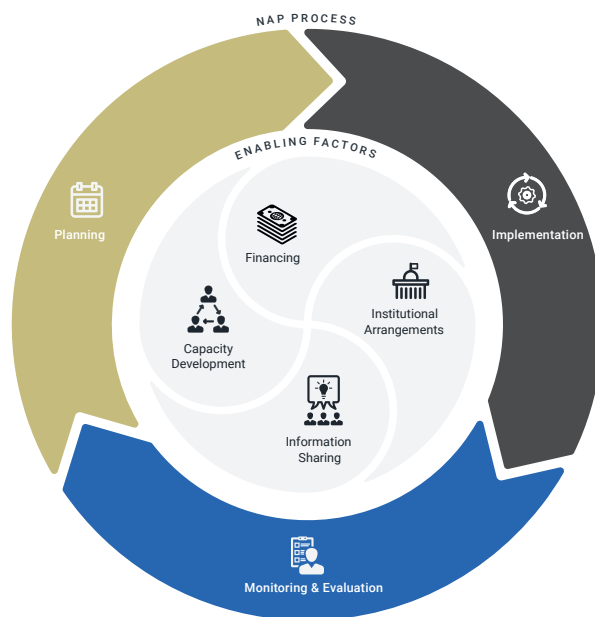 NAP PROCESS
ENABLING FACTORS
Planning
Implementation
Financing
Institutional
Arrangements
Capacity
Development
Information
Sharing
Monitoring & Evaluation